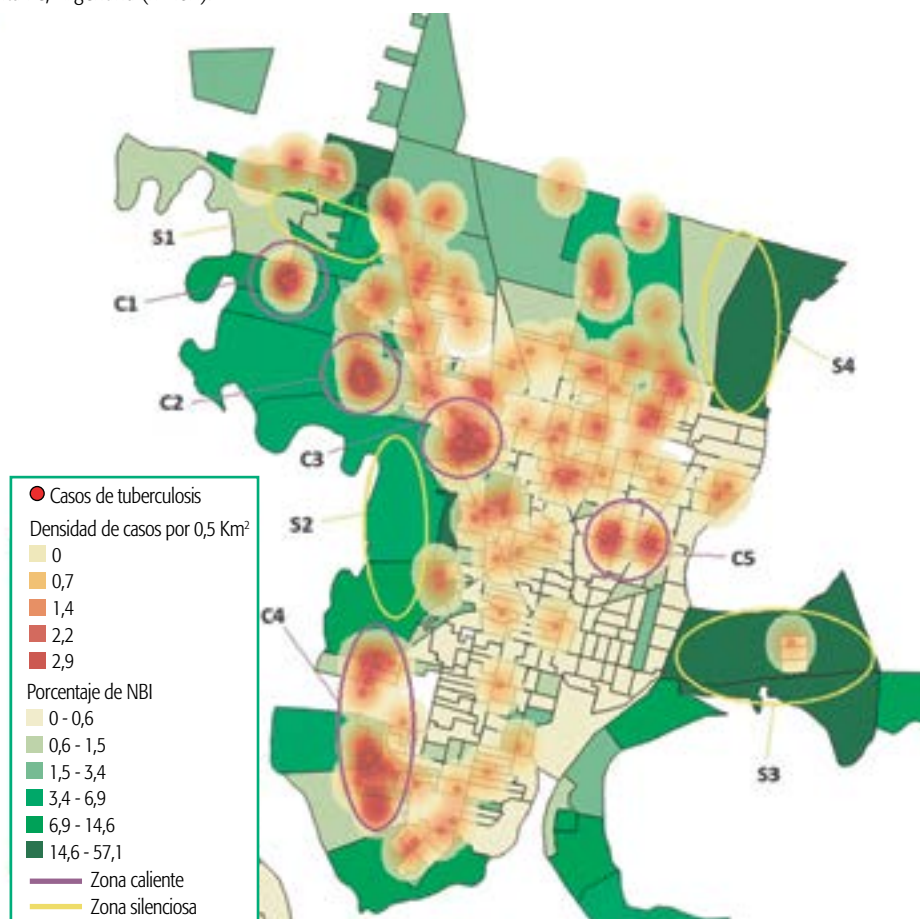 S1
C1
S4
C2
C3
S2
C5
C4
S3
Casos de tuberculosis
Densidad de casos por 0,5 Km²
0
0,7
1,4
2,2
2,9
Porcentaje de NBI
0 - 0,6
0,6 - 1,5
1,5 - 3,4
3,4 - 6,9
6,9 - 14,6
14,6 - 57,1
Zona caliente
Zona silenciosa